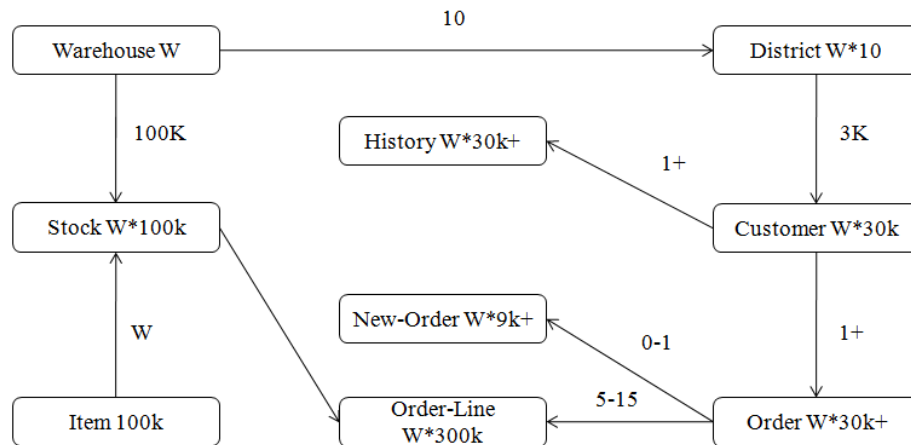 10
Warehouse W
District W*10
100K
History W*30k+
3K
1+
Stock W*100k
Customer W*30k
W
New-Order W*9k+
0-1
1+
5-15
Item 100k
Order-Line
W*300k
Order W*30k+